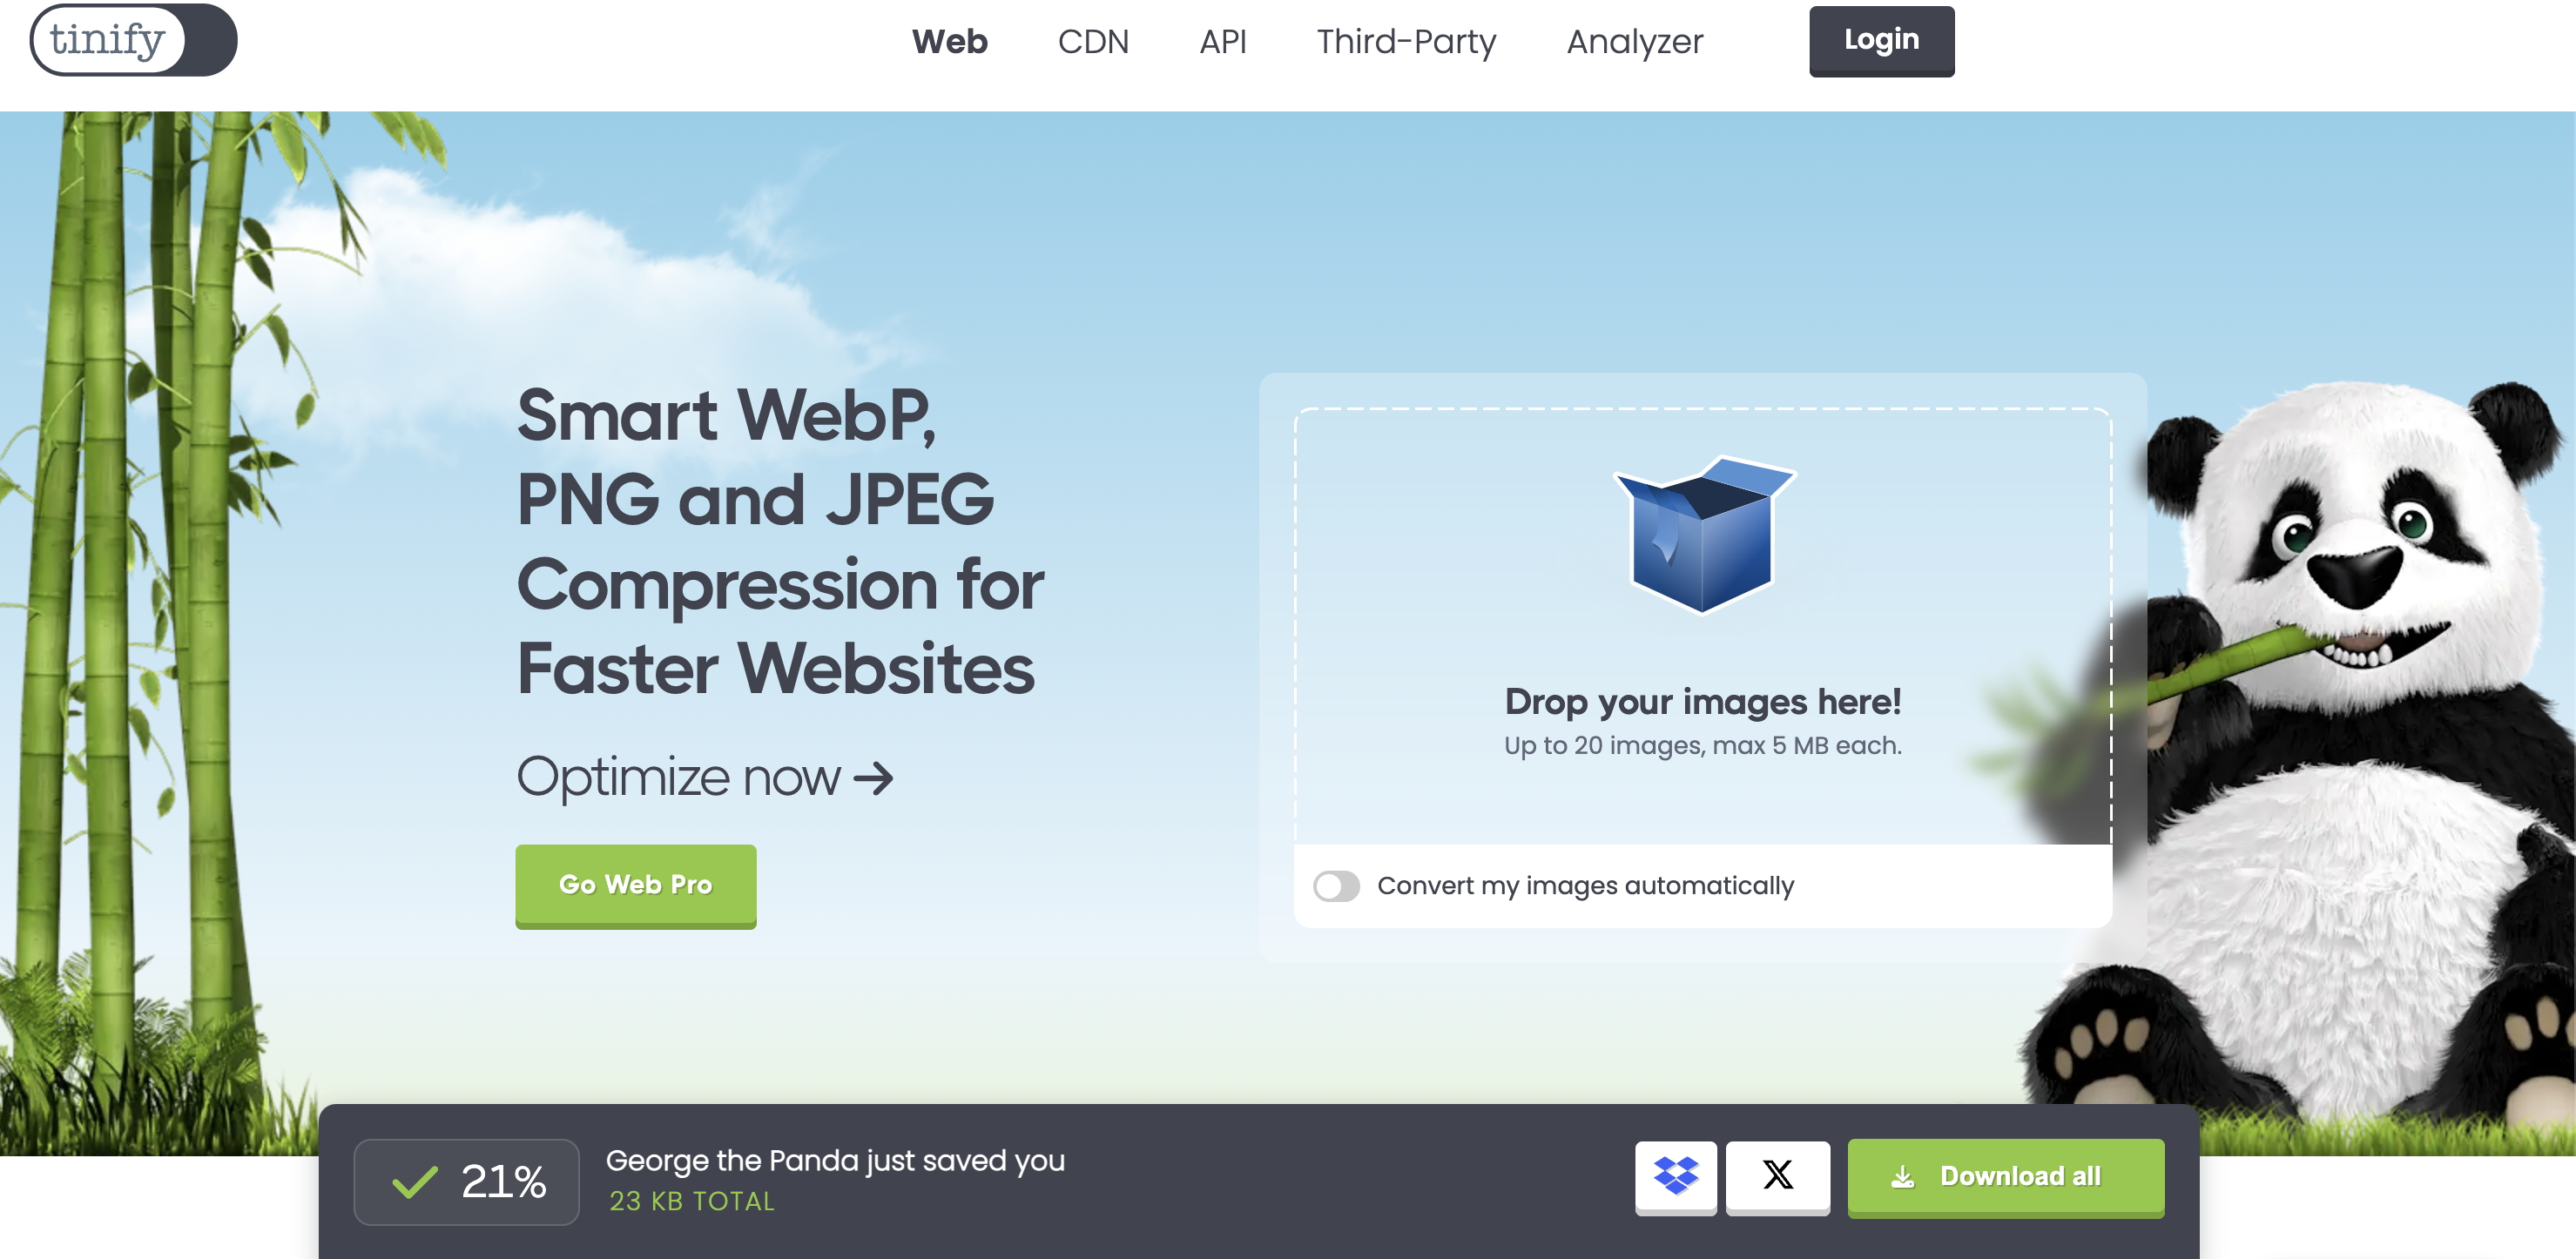 tinify
Web
CDN
API
Third-Party
Analyzer
Login
Smart WebP,
PNG and JPEG
Compression for
Faster Websites
Optimize now →
Go Web Pro
Drop your images here!
Up to 20 images, max 5 MB each.
Convert my images automatically
21%
George the Panda just saved you
23 KB TOTAL
Download all